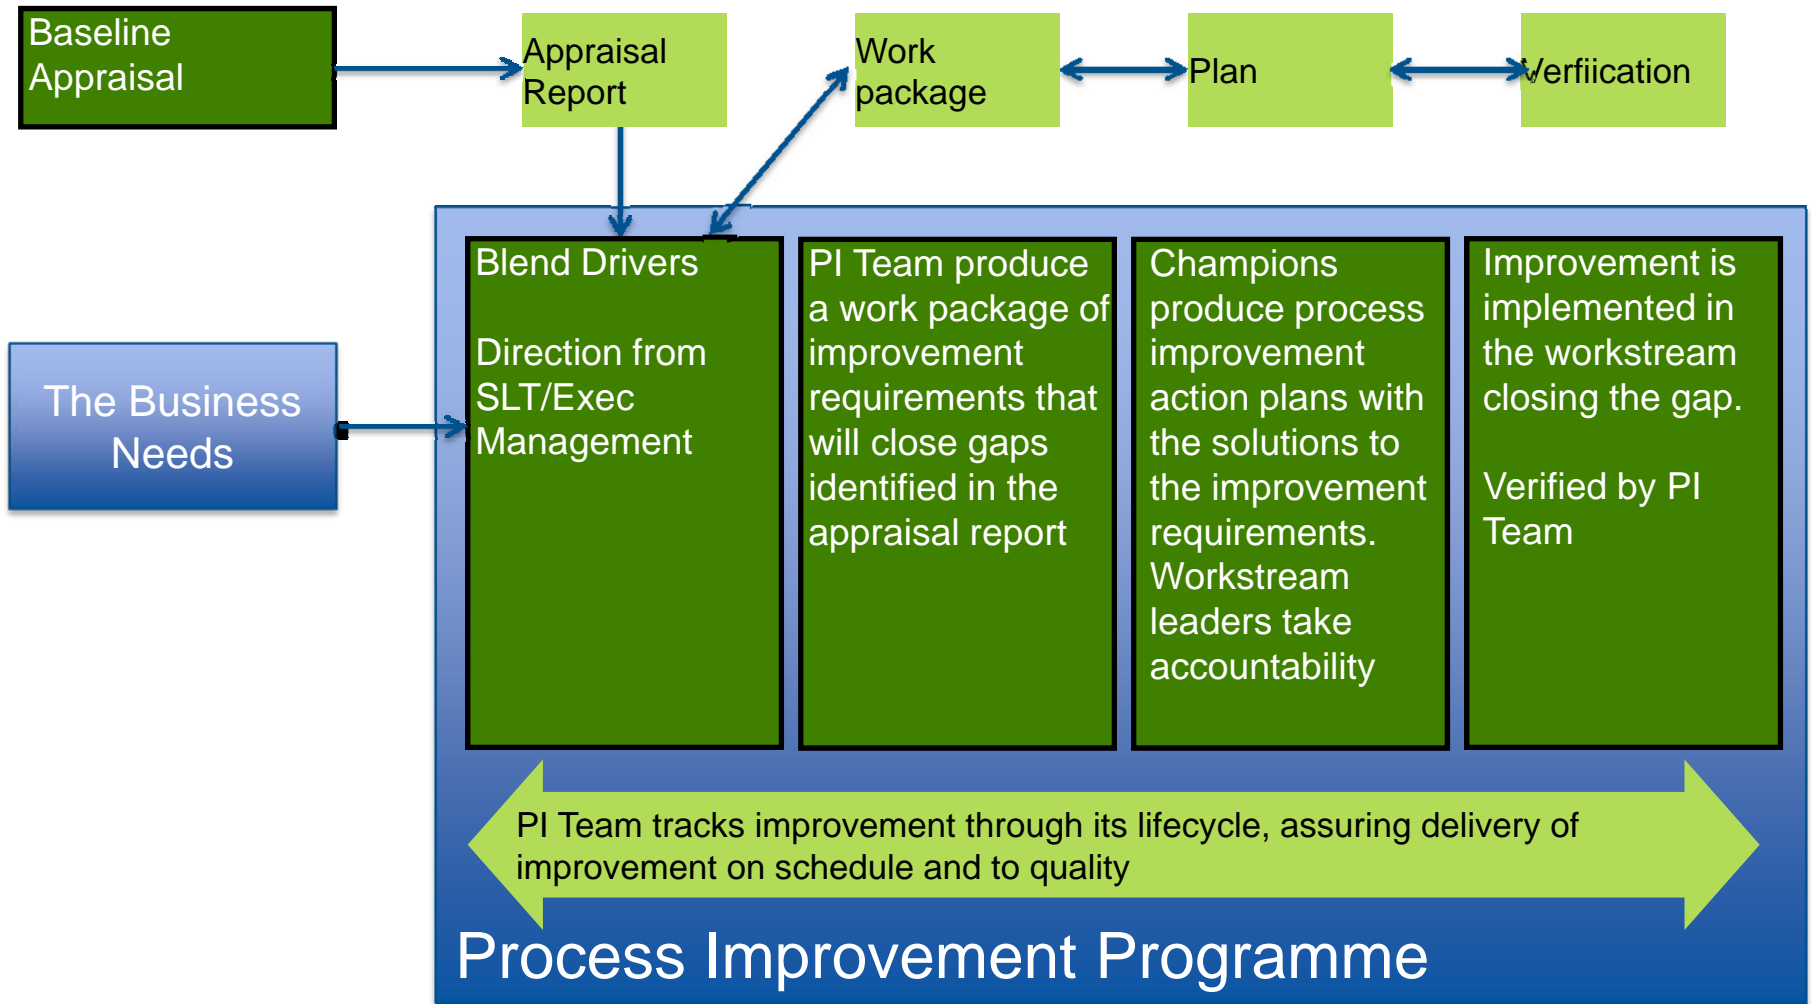 Baseline
Appraisal
Appraisal
Report
Work
package
Plan
Verfiication
The Business
Needs
Blend Drivers
Direction from
SLT/Exec
Management
PI Team produce
a work package of
improvement
requirements that
will close gaps
identified in the
appraisal report
Champions
produce process
improvement
action plans with
the solutions to
the improvement
requirements.
Workstream
leaders take
accountability
Improvement is
implemented in
the workstream
closing the gap.
Verified by PI
Team
PI Team tracks improvement through its lifecycle, assuring delivery of
improvement on schedule and to quality
Process Improvement Programme